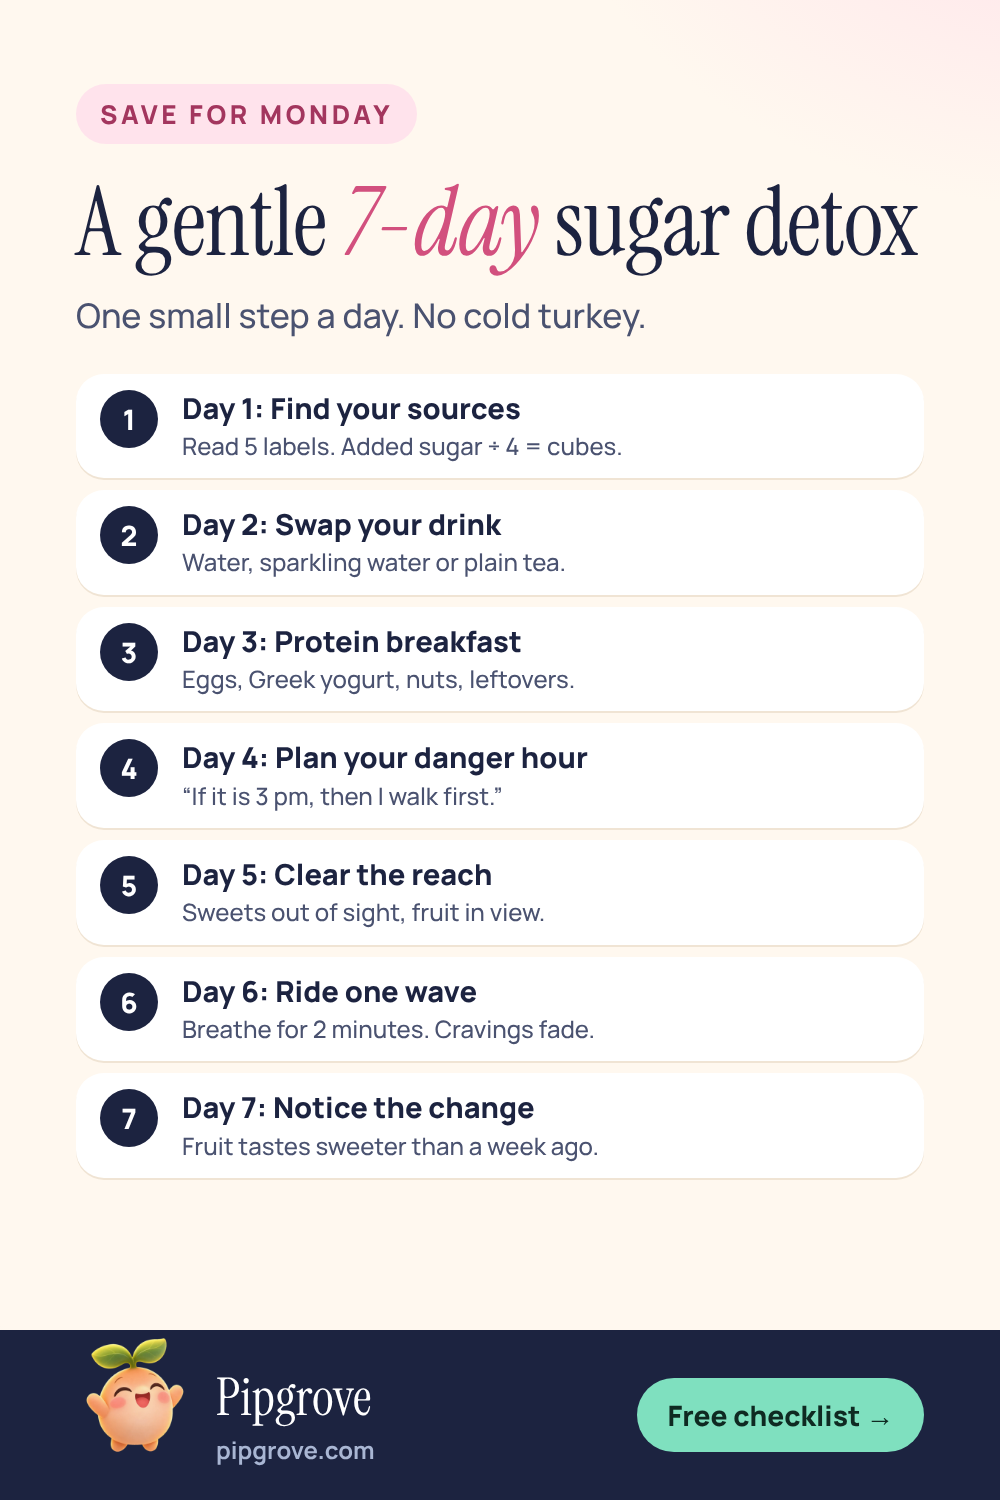 SAVE FOR MONDAY
A gentle 7-day sugar detox
One small step a day. No cold turkey.
1
Day 1: Find your sources
Read 5 labels. Added sugar ÷ 4 = cubes.
2
Day 2: Swap your drink
Water, sparkling water or plain tea.
3
Day 3: Protein breakfast
Eggs, Greek yogurt, nuts, leftovers.
4
Day 4: Plan your danger hour
“If it is 3 pm, then I walk first.”
5
Day 5: Clear the reach
Sweets out of sight, fruit in view.
6
Day 6: Ride one wave
Breathe for 2 minutes. Cravings fade.
7
Day 7: Notice the change
Fruit tastes sweeter than a week ago.
Pipgrove
pipgrove.com
Free checklist →